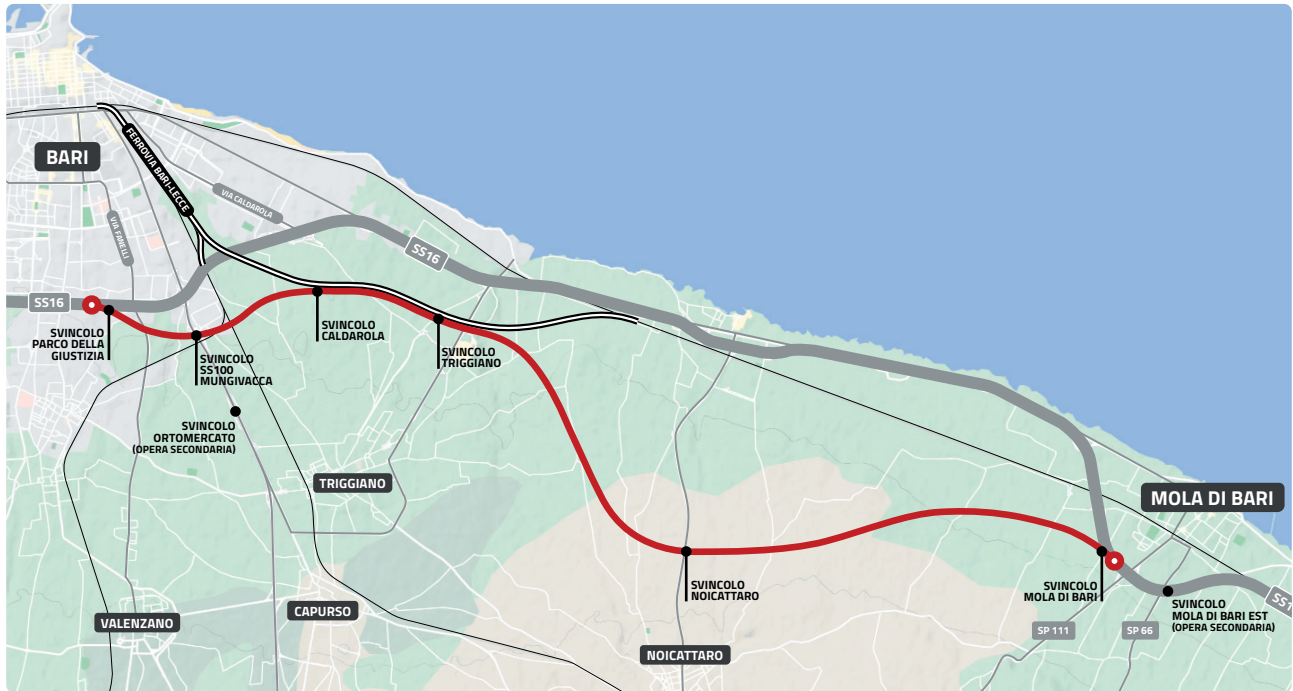 BARI
FERROVIA BARI-LECCE
VIA CALDAROLA
VIA FANELLI
SS16
SS16
SVINCOLO
PARCO DELLA
GIUSTIZIA
SVINCOLO
SS100
MUNGIVACCA
SVINCOLO
CALDAROLA
SVINCOLO
TRIGGIANO
SVINCOLO
ORTOMERCATO
(OPERA SECONDARIA)
TRIGGIANO
MOLA DI BARI
SVINCOLO
NOICATTARO
SVINCOLO
MOLA DI BARI
SVINCOLO
MOLA DI BARI EST
(OPERA SECONDARIA)
SS1
CAPURSO
VALENZANO
SP 111
SP 66
NOICATTARO